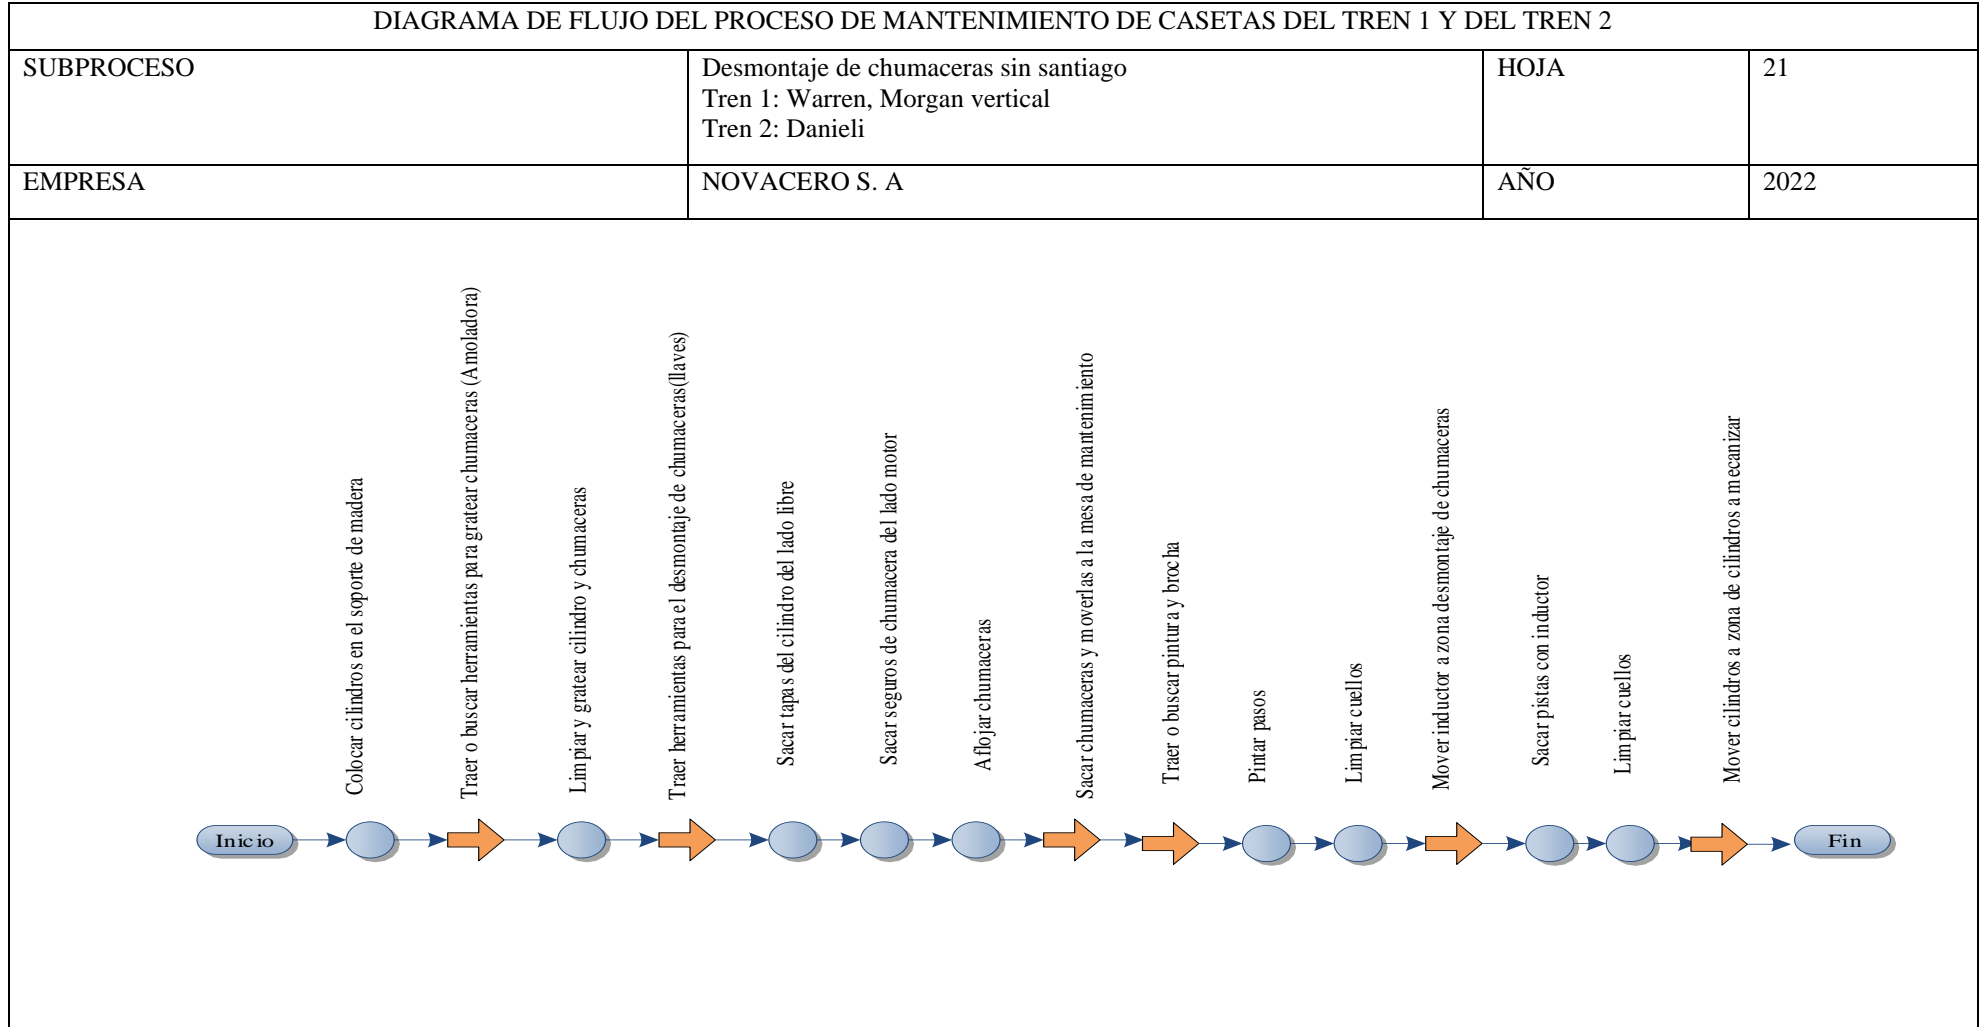 DIAGRAMA DE FLUJO DEL PROCESO DE MANTENIMIENTO DE CASETAS DEL TREN 1 Y DEL TREN 2
SUBPROCESO
Desmontaje de chumaceras sin santiago
Tren 1: Warren, Morgan vertical
Tren 2: Danieli
HOJA
21
EMPRESA
NOVACERO S. A
AÑO
2022
Inicio
Colocar cilindros en el soporte de madera
Traer o buscar herramientas para gratear chumaceras (Amoladora)
Limpiar y gratear cilindro y chumaceras
Traer herramientas para el desmontaje de chumaceras(llaves)
Sacar tapas del cilindro del lado libre
Sacar seguros de chumacera del lado motor
Aflojar chumaceras
Sacar chumaceras y moverlas a la mesa de mantenimiento
Traer o buscar pintura y brocha
Pintar pasos
Limpiar cuellos
Mover inductor a zona desmontaje de chumaceras
Sacar pistas con inductor
Limpiar cuellos
Mover cilindros a zona de cilindros a mecanizar
Fin